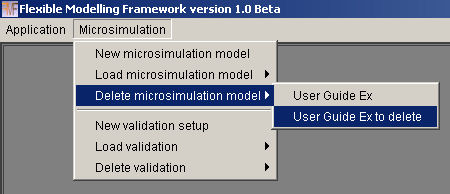 Flexible Modelling Framework version 1.0 Beta
Application Microsimulation
New microsimulation model
Load microsimulation model
Delete microsimulation model
User Guide Ex
User Guide Ex to delete
New validation setup
Load validation
Delete validation